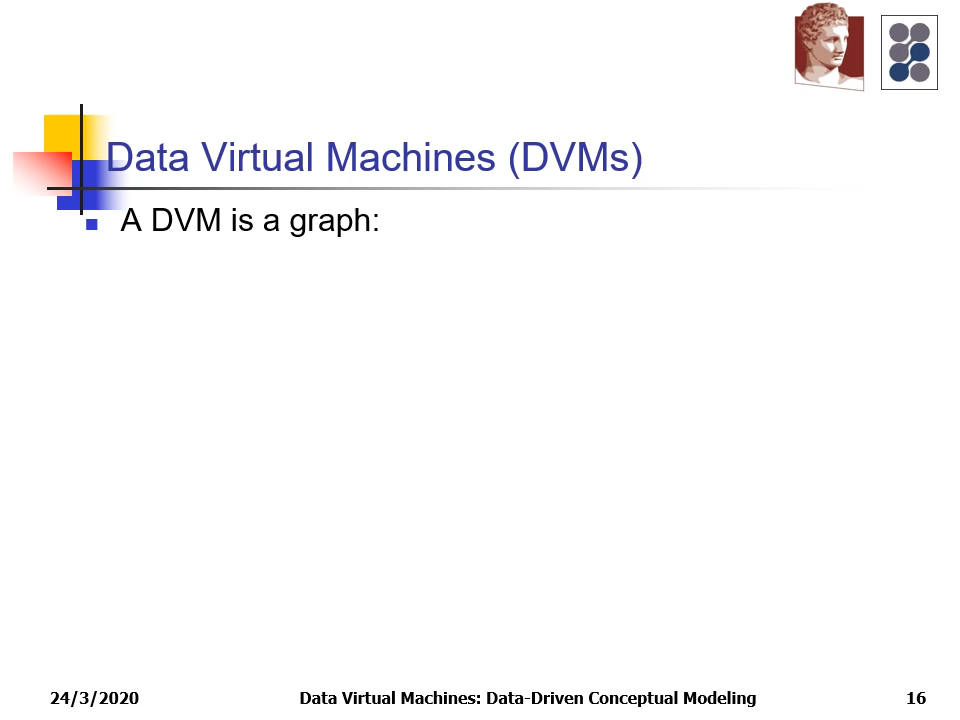 Data Virtual Machines (DVMs)
A DVM is a graph:
24/3/2020 Data Virtual Machines: Data-Driven Conceptual Modeling 16